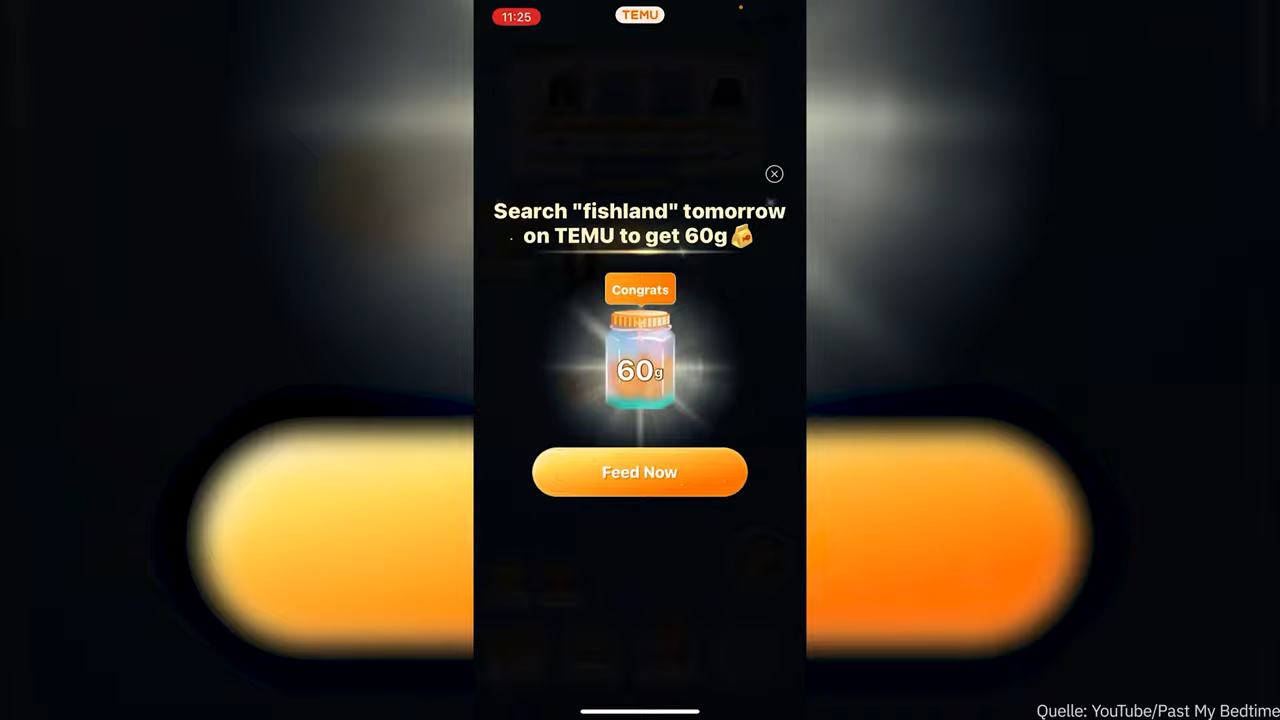 11:25
TEMU
Search "fishland" tomorrow
on TEMU to get 60g
Congrats
60g
Feed Now
Quelle: YouTube/Past My Bedtime